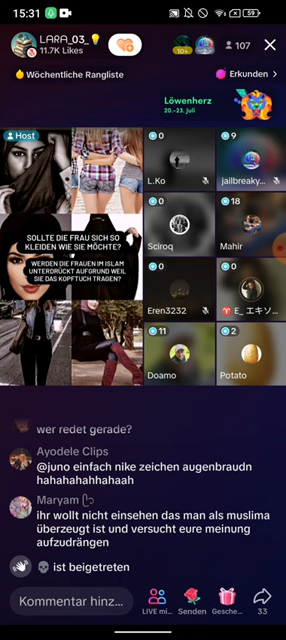 15:31
59
LARA_03_💡
11.7K Likes
10+
107
Wöchentliche Rangliste
Erkunden >
Löwenherz
20.-23. Juli
Host
SOLLTE DIE FRAU SICH SO
KLEIDEN WIE SIE MÖCHTE?
WERDEN DIE FRAUEN IM ISLAM
UNTERDRÜCKT AUFGRUND WEIL
SIE DAS KOPFTUCH TRAGEN?
0
L.Ko
9
jailbreaky...
0
Sciroq
18
Mahir
0
Eren3232
0
♈ E_ エキソ...
11
Doamo
2
Potato
wer redet gerade?
Ayodele Clips
@juno einfach nike zeichen augenbraudn
hahahahahhahaah
Maryam
ihr wollt nicht einsehen das man als muslima
überzeugt ist und versucht eure meinung
aufzudrängen
💀 ist beigetreten
Kommentar hinz...
LIVE mi...
Senden
Gesche...
33